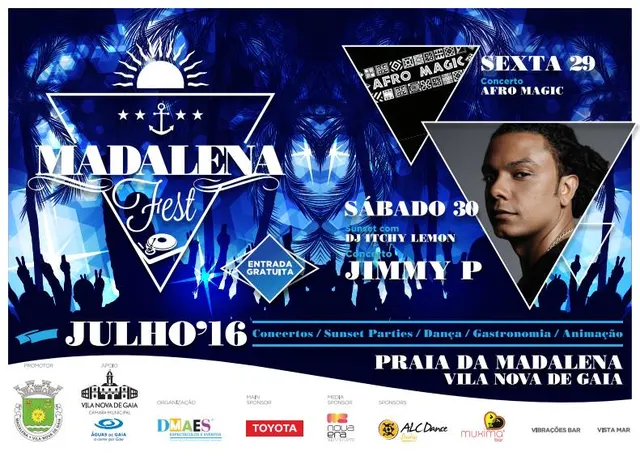 MADALENA
Fest
AFRO MAGIC
SEXTA 29
Concerto
AFRO MAGIC
SÁBADO 30
Sunset com
DJ ITCHY LEMON
Concerto
JIMMY P
ENTRADA
GRATUITA
JULHO'16
Concertos / Sunset Parties / Dança / Gastronomia / Animação
PRAIA DA MADALENA
VILA NOVA DE GAIA
PROMOTOR
APOIO
VILA NOVA DE GAIA
CÂMARA MUNICIPAL
ÁGUAS DE GAIA
ORGANIZAÇÃO
DMAES
ESPECTÁCULOS E EVENTOS
MAIN
SPONSOR
TOYOTA
MEDIA
SPONSOR
nova
era
SPONSORS
ALC Dance
Studio
muxima
VIBRAÇÕES BAR
VISTA MAR